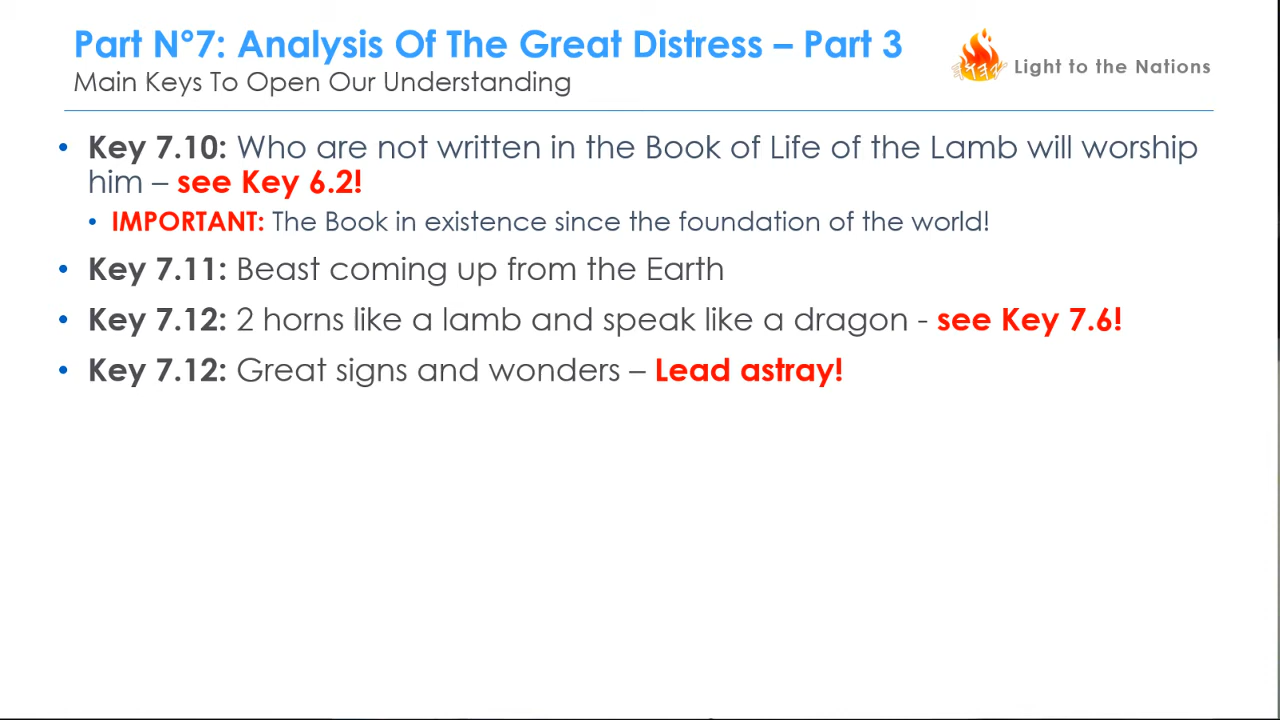 Part N°7: Analysis Of The Great Distress – Part 3
Main Keys To Open Our Understanding
Light to the Nations
• Key 7.10: Who are not written in the Book of Life of the Lamb will worship
him – see Key 6.2!
• IMPORTANT: The Book in existence since the foundation of the world!
• Key 7.11: Beast coming up from the Earth
• Key 7.12: 2 horns like a lamb and speak like a dragon - see Key 7.6!
• Key 7.12: Great signs and wonders – Lead astray!